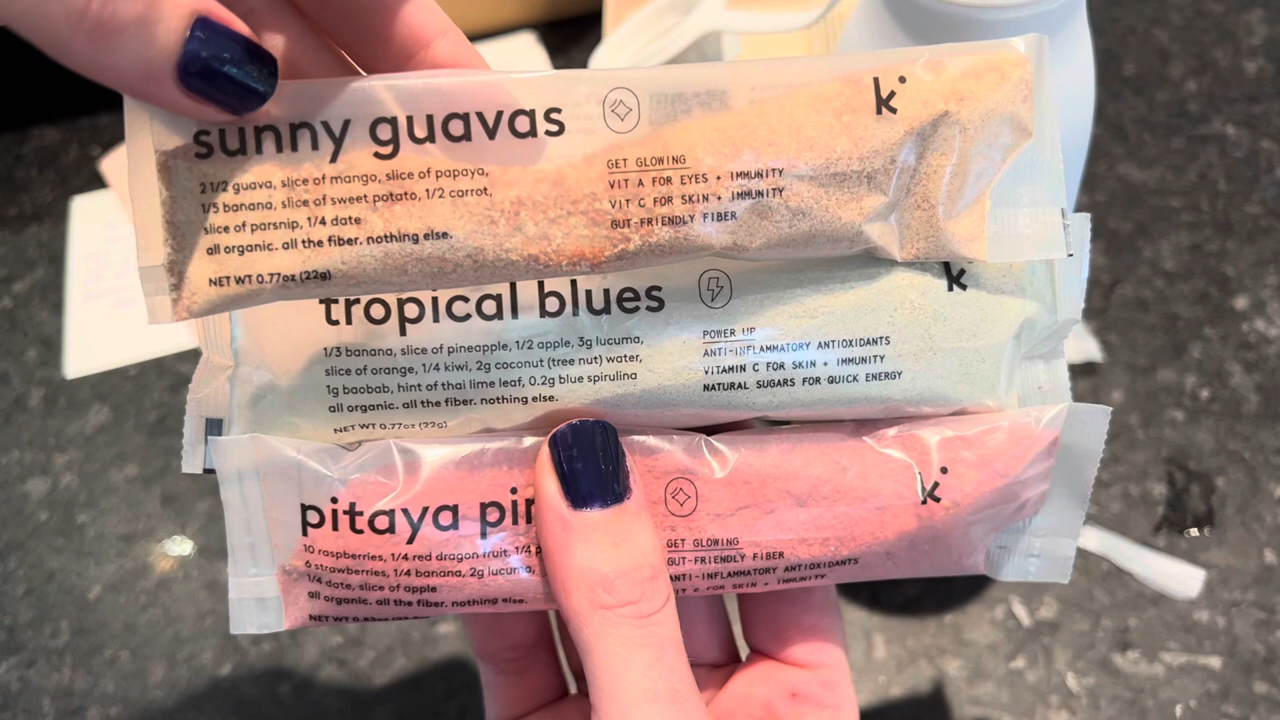 sunny guavas
k
2 1/2 guava, slice of mango, slice of papaya,
1/5 banana, slice of sweet potato, 1/2 carrot,
slice of parsnip, 1/4 date
all organic. all the fiber. nothing else.
NET WT 0.77oz (22g)
GET GLOWING
VIT A FOR EYES + IMMUNITY
VIT C FOR SKIN + IMMUNITY
GUT-FRIENDLY FIBER
tropical blues
k
1/3 banana, slice of pineapple, 1/2 apple, 3g lucuma,
slice of orange, 1/4 kiwi, 2g coconut (tree nut) water,
1g baobab, hint of thai lime leaf, 0.2g blue spirulina
all organic. all the fiber. nothing else.
NET WT 0.77oz (22g)
POWER UP
ANTI-INFLAMMATORY ANTIOXIDANTS
VITAMIN C FOR SKIN + IMMUNITY
NATURAL SUGARS FOR QUICK ENERGY
pitaya
k
10 raspberries, 1/4 red dragon fruit, 1/4
6 strawberries, 1/4 banana, 2g lucuma,
1/4 date, slice of apple
all organic. all the fiber. nothing else.
NET WT
GET GLOWING
GUT-FRIENDLY FIBER
ANTI-INFLAMMATORY ANTIOXIDANTS
C FOR SKIN + IMMUNITY